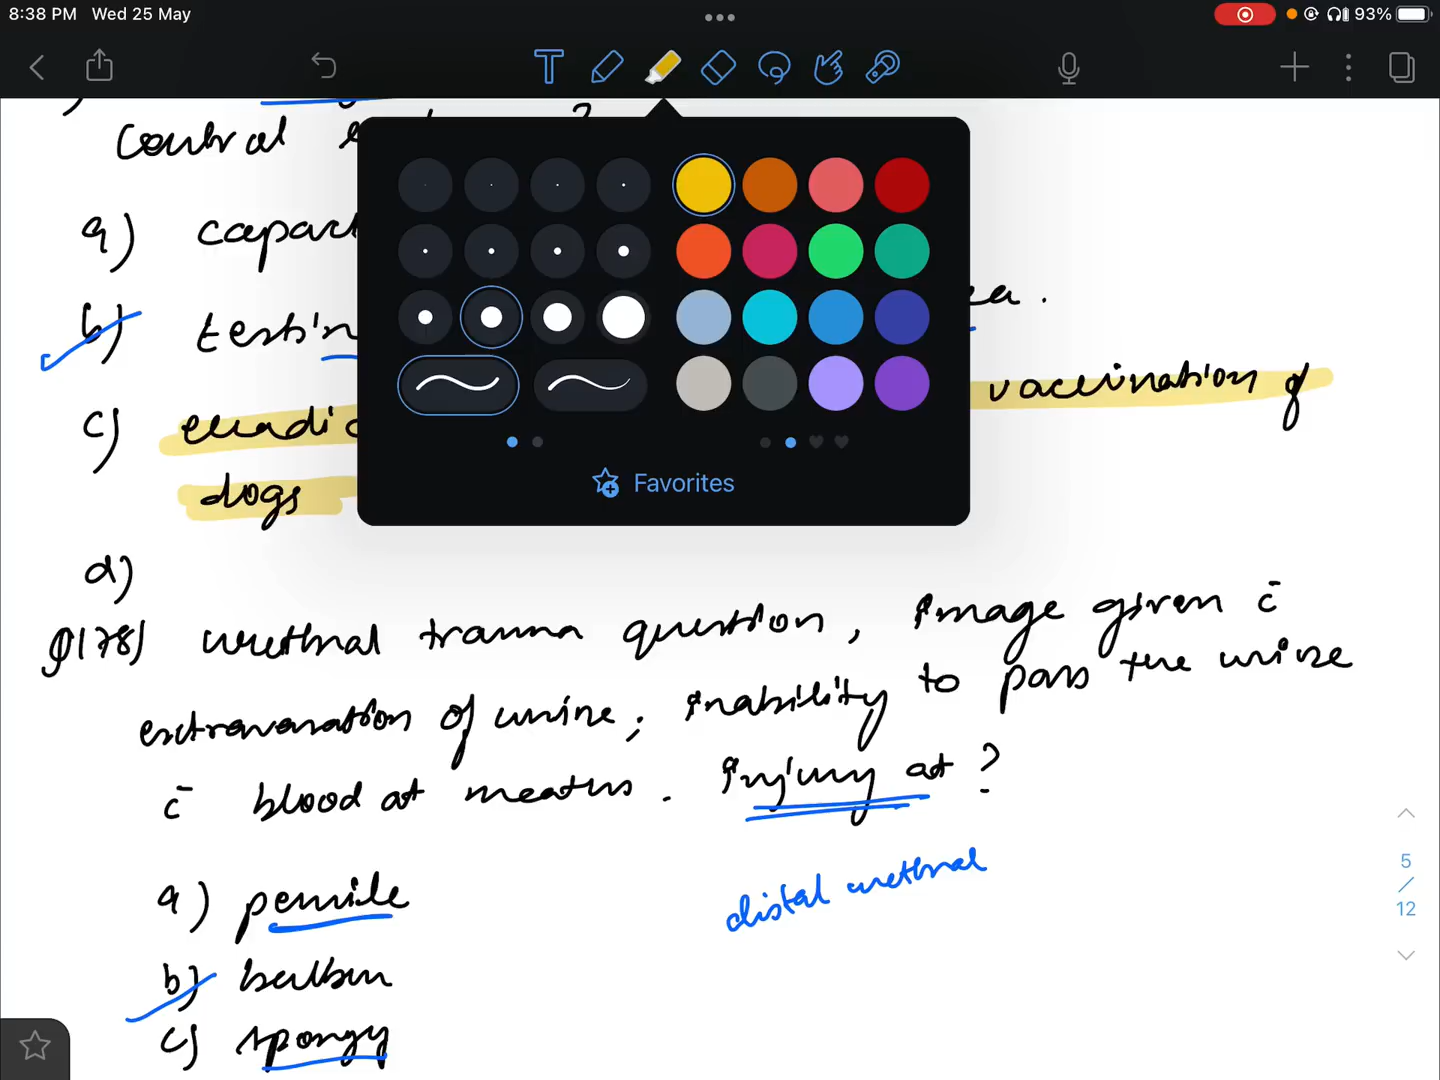 8:38 PM Wed 25 May
93%
T
control
a) capac
b) testin ea.
c) eradic vaccination of
dogs
Favorites
d)
Q178) urethral trauma question, image given c̄
extravasation of urine; inability to pass the urine
c̄ blood at meatus. Injury at?
distal urethral
a) penile
b) bulbar
c) spongy
5
/
12